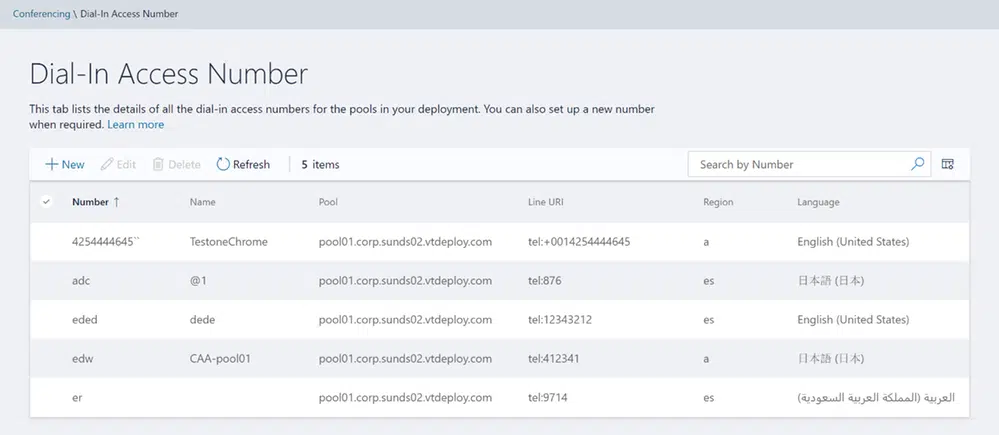 Conferencing \ Dial-In Access Number
Dial-In Access Number
This tab lists the details of all the dial-in access numbers for the pools in your deployment. You can also set up a new number
when required. Learn more
New Edit Delete Refresh 5 items Search by Number
Number ↑ Name Pool Line URI Region Language
4254444645`` TestoneChrome pool01.corp.sunds02.vtdeploy.com tel:+0014254444645 a English (United States)
adc @1 pool01.corp.sunds02.vtdeploy.com tel:876 es 日本語 (日本)
eded dede pool01.corp.sunds02.vtdeploy.com tel:12343212 es English (United States)
edw CAA-pool01 pool01.corp.sunds02.vtdeploy.com tel:412341 a 日本語 (日本)
er pool01.corp.sunds02.vtdeploy.com tel:9714 es العربية (المملكة العربية السعودية)